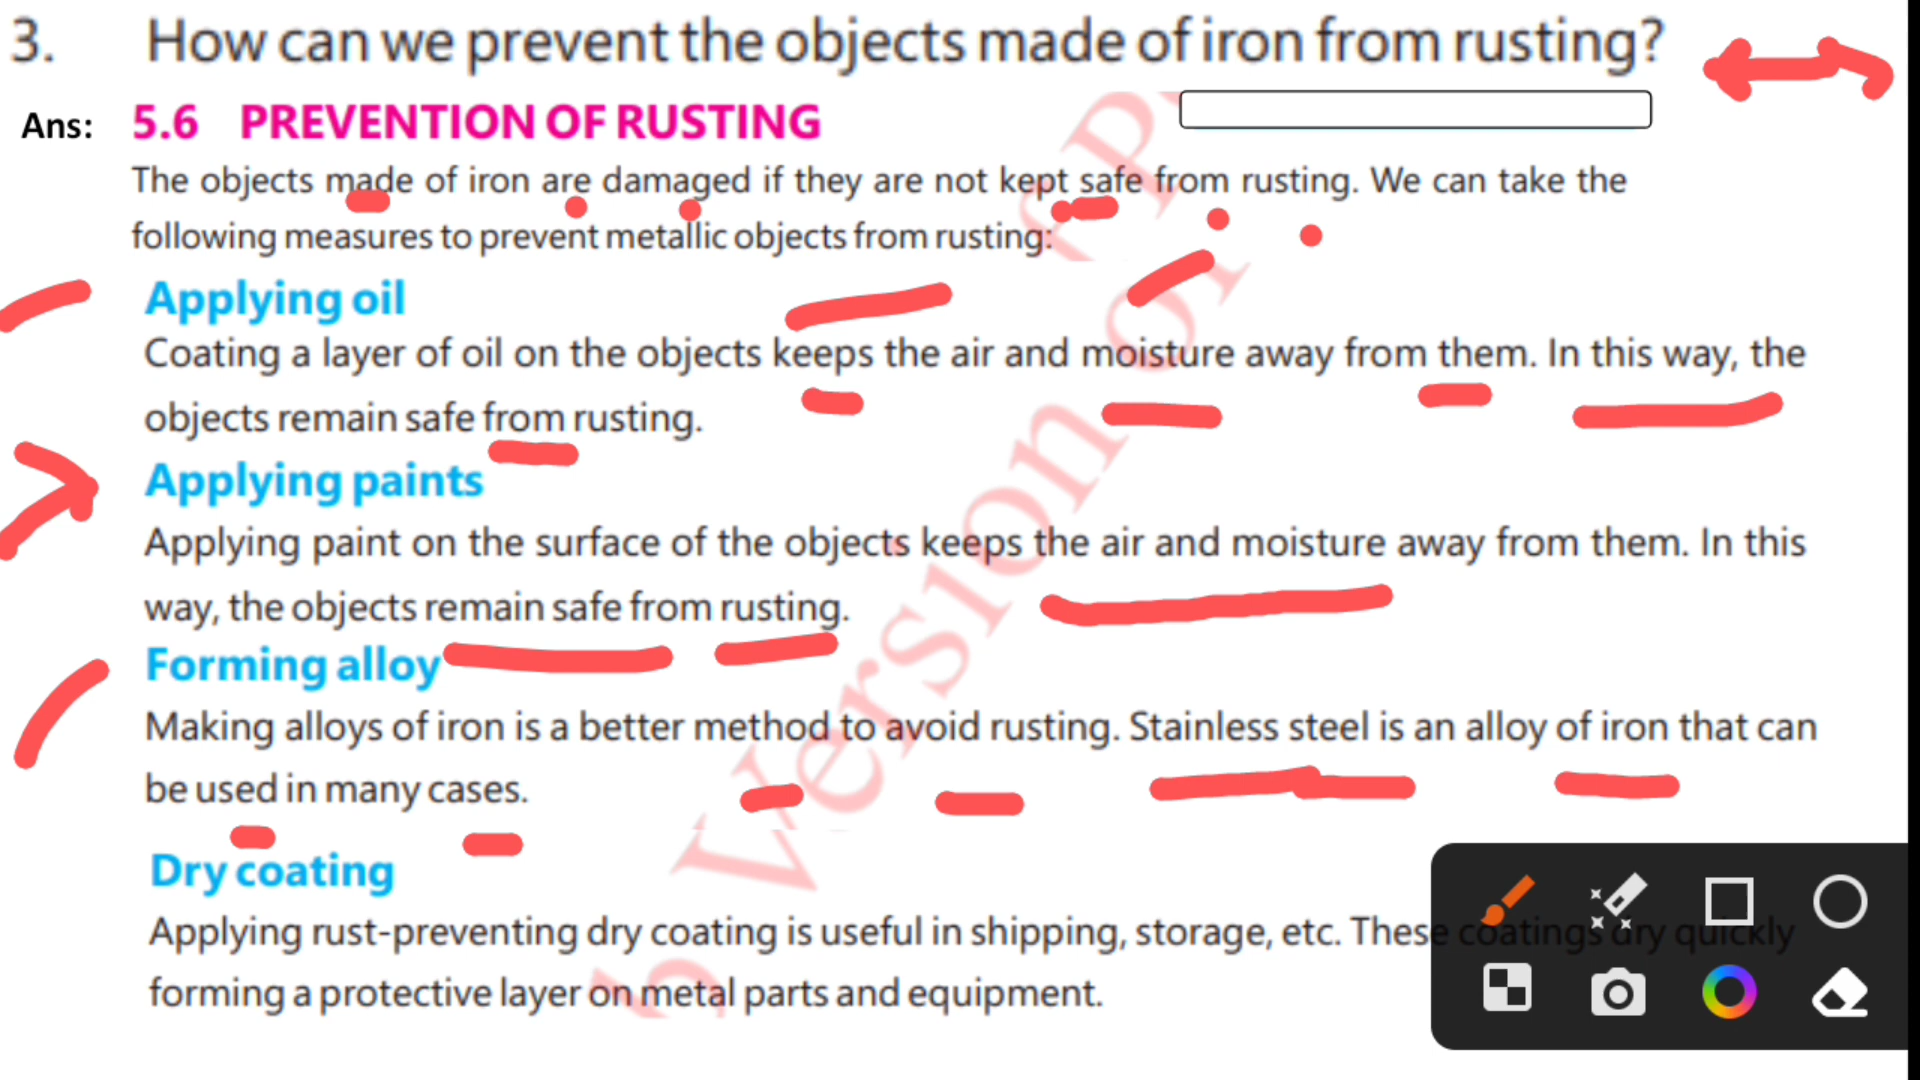 3. How can we prevent the objects made of iron from rusting?
Ans: 5.6 PREVENTION OF RUSTING
The objects made of iron are damaged if they are not kept safe from rusting. We can take the
following measures to prevent metallic objects from rusting:
Applying oil
Coating a layer of oil on the objects keeps the air and moisture away from them. In this way, the
objects remain safe from rusting.
Applying paints
Applying paint on the surface of the objects keeps the air and moisture away from them. In this
way, the objects remain safe from rusting.
Forming alloy
Making alloys of iron is a better method to avoid rusting. Stainless steel is an alloy of iron that can
be used in many cases.
Dry coating
Applying rust-preventing dry coating is useful in shipping, storage, etc. These coatings dry quickly
forming a protective layer on metal parts and equipment.
b Version of P